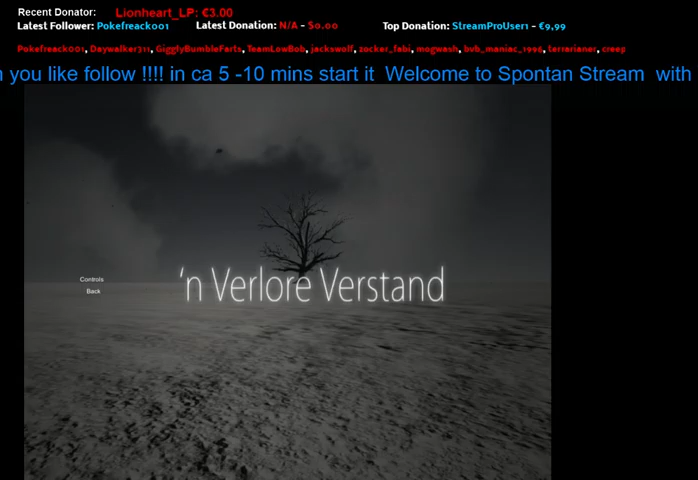 Recent Donator: Lionheart_LP: €3.00
Latest Follower: Pokefreack001 Latest Donation: N/A - $0.00 Top Donation: StreamProUser1 - €9,99
Pokefreack001, Daywalker311, GigglyBumbleFarts, TeamLowBob, jackswolf, zocker_fabi, mogwash, bvb_maniac_1996, terrarianer, creep
you like follow !!!! in ca 5 -10 mins start it Welcome to Spontan Stream with
'n Verlore Verstand
Controls
Back